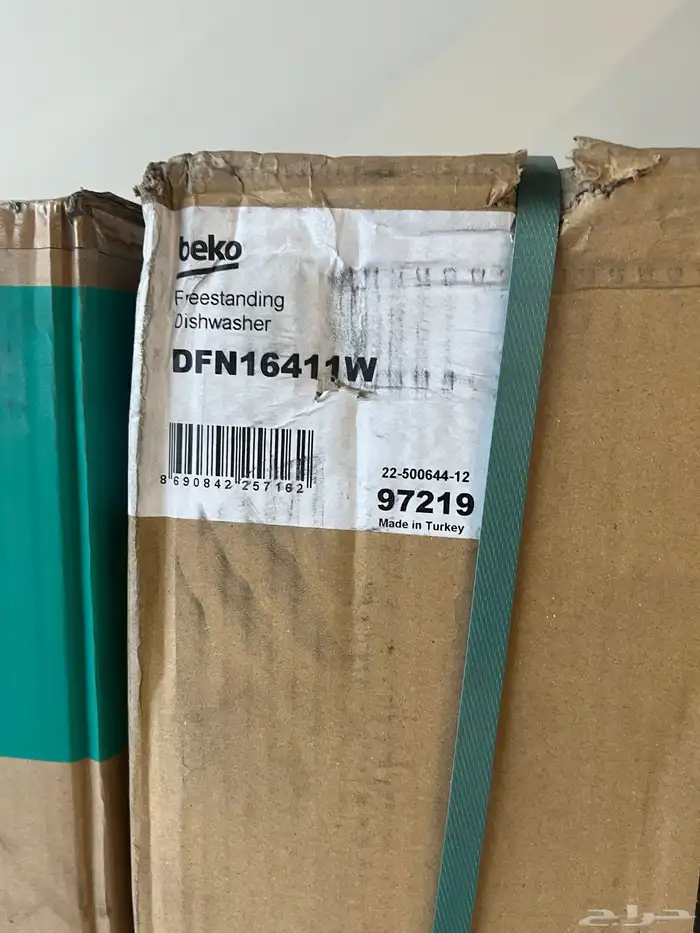 beko
Freestanding
Dishwasher
DFN16411W
8 690842 257162
22-500644-12
97219
Made in Turkey
حراج